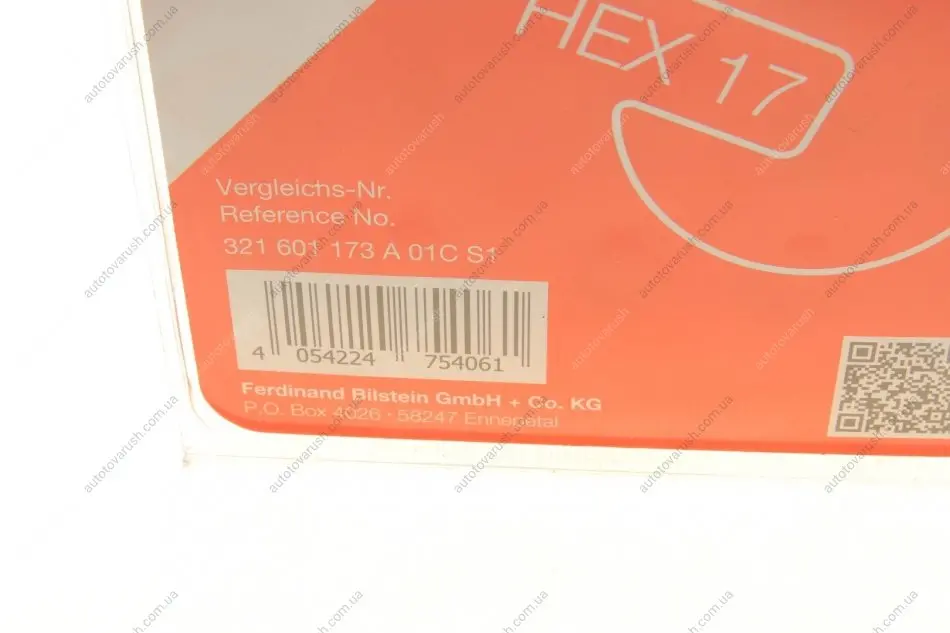 HEX 17
Vergleichs-Nr.
Reference No.
321 601 173 A 01C S1
4 054224 754061
Ferdinand Bilstein GmbH + Co. KG
P.O. Box 4026 · 58247 Ennepetal
autotovarush.com.ua